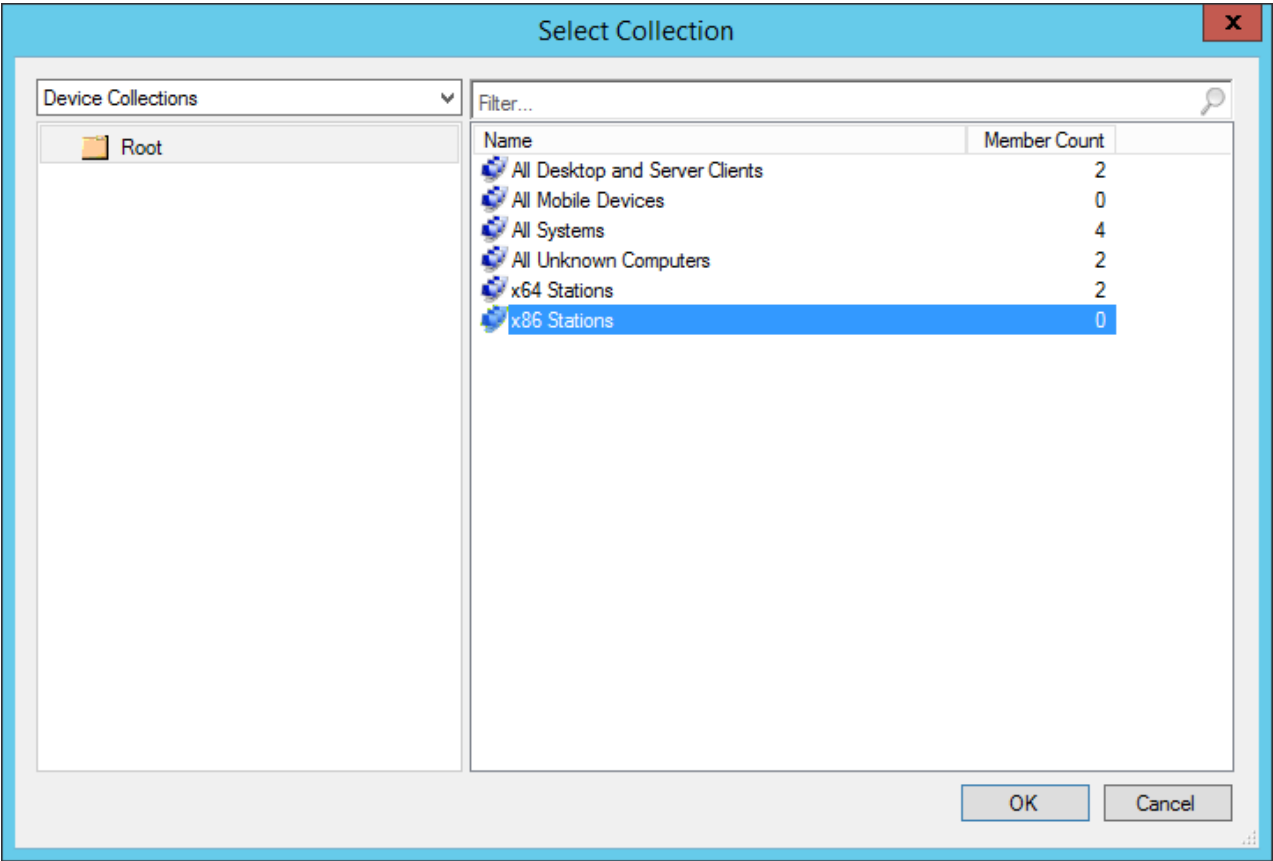 Select Collection
x
Device Collections
Filter...
Root
Name Member Count
All Desktop and Server Clients 2
All Mobile Devices 0
All Systems 4
All Unknown Computers 2
x64 Stations 2
x86 Stations 0
OK Cancel